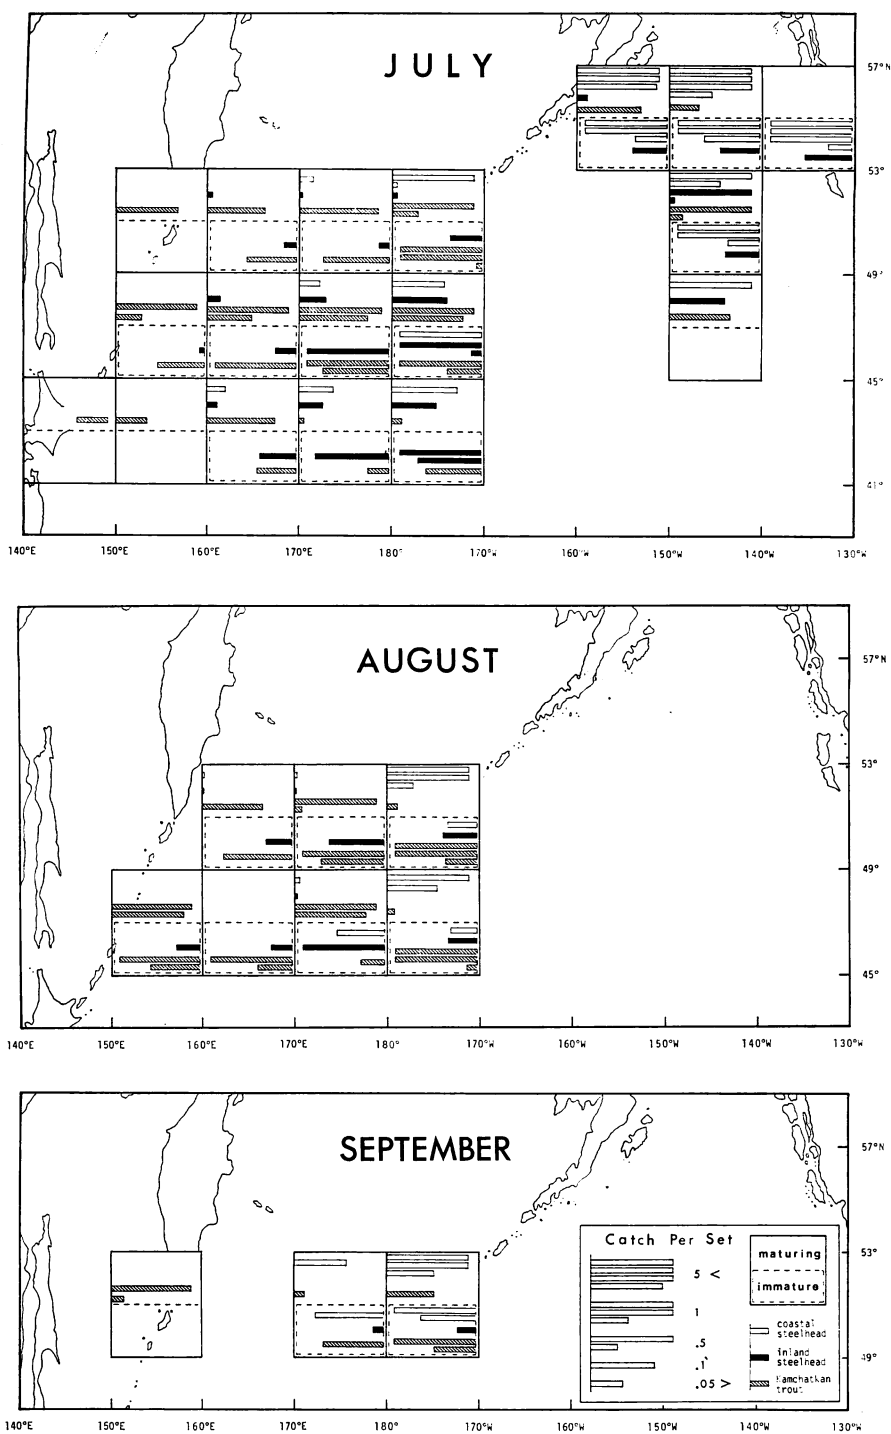 JULY
57°N
53°
49°
45°
41°
140°E 150°E 160°E 170°E 180° 170°W 160°W 150°W 140°W 130°W
AUGUST
57°N
53°
49°
45°
140°E 150°E 160°E 170°E 180° 170°W 160°W 150°W 140°W 130°W
SEPTEMBER
57°N
53°
49°
Catch Per Set
5 <
1
.5
.1
.05 >
maturing
immature
coastal
steelhead
inland
steelhead
Kamchatkan
trout
140°E 150°E 160°E 170°E 180° 170°W 160°W 150°W 140°W 130°W